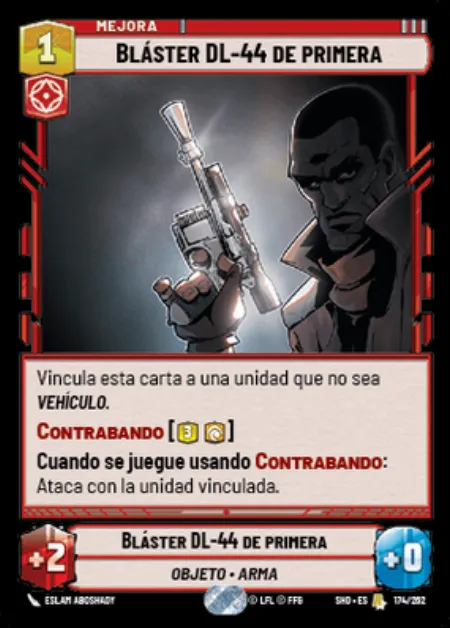 MEJORA
1
BLÁSTER DL-44 DE PRIMERA
Vincula esta carta a una unidad que no sea
VEHÍCULO.
CONTRABANDO [3 ]
Cuando se juegue usando CONTRABANDO:
Ataca con la unidad vinculada.
+2
BLÁSTER DL-44 DE PRIMERA
+0
OBJETO • ARMA
ESLAM ABOSHADY
© LFL © FFG
SHD • ES
174/262